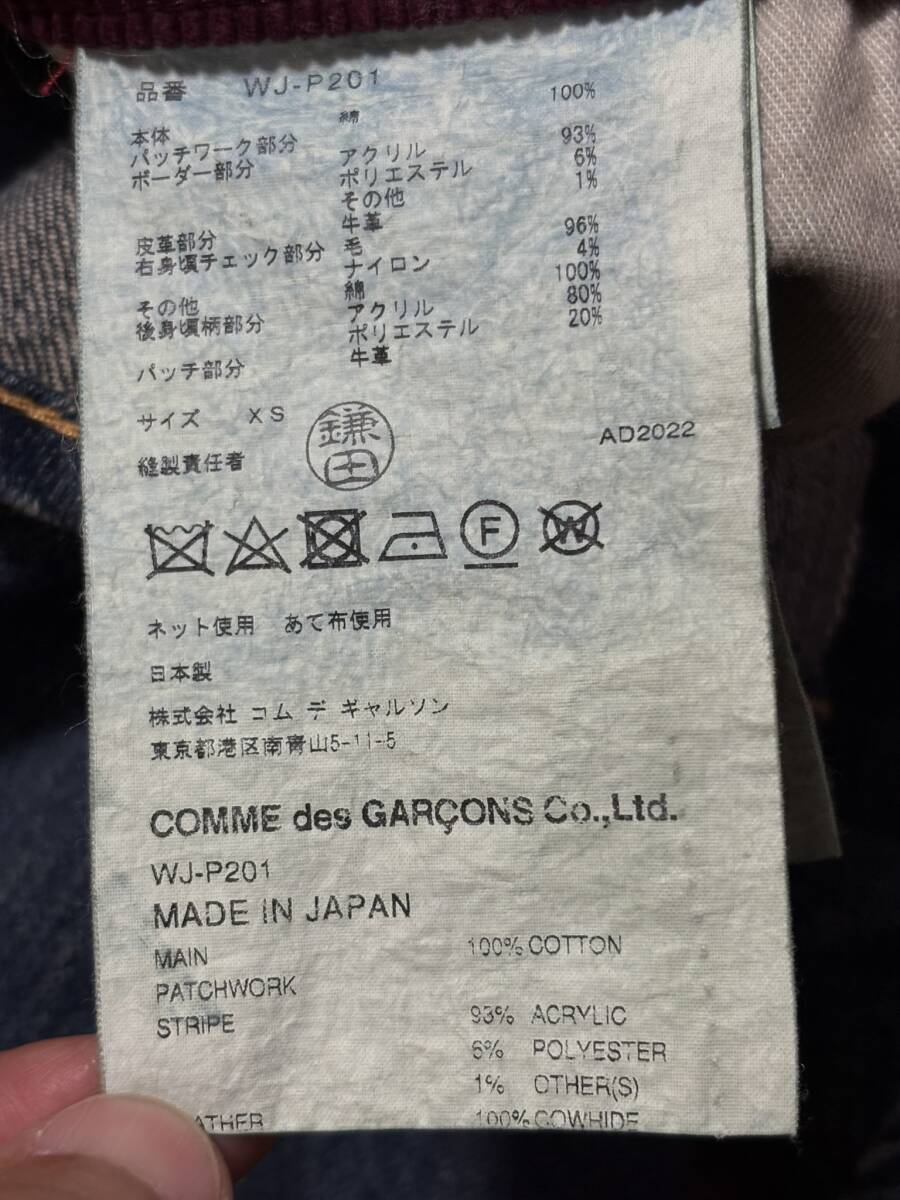 品番 WJ-P201
本体 綿 100%
パッチワーク部分
ボーダー部分 アクリル 93%
ポリエステル 6%
その他 1%
皮革部分 牛革
右身頃チェック部分 毛 96%
ナイロン 4%
その他 綿 100%
後身頃柄部分 アクリル 80%
ポリエステル 20%
パッチ部分 牛革
サイズ XS
縫製責任者 鎌田 AD2022
F W
ネット使用 あて布使用
日本製
株式会社 コム デ ギャルソン
東京都港区南青山5-11-5
COMME des GARÇONS Co.,Ltd.
WJ-P201
MADE IN JAPAN
MAIN 100% COTTON
PATCHWORK
STRIPE 93% ACRYLIC
6% POLYESTER
1% OTHER(S)
ATHER 100% COWHIDE